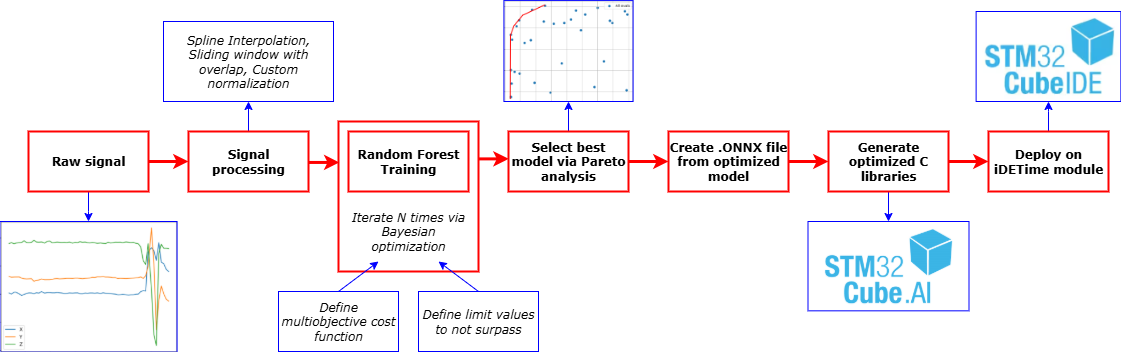 Spline Interpolation,
Sliding window with
overlap, Custom
normalization
All models
STM32
CubeIDE
Raw signal
Signal
processing
Random Forest
Training
Select best
model via Pareto
analysis
Create .ONNX file
from optimized
model
Generate
optimized C
libraries
Deploy on
iDETime module
Iterate N times via
Bayesian
optimization
X
Y
Z
STM32
Cube.AI
Define
multiobjective cost
function
Define limit values
to not surpass